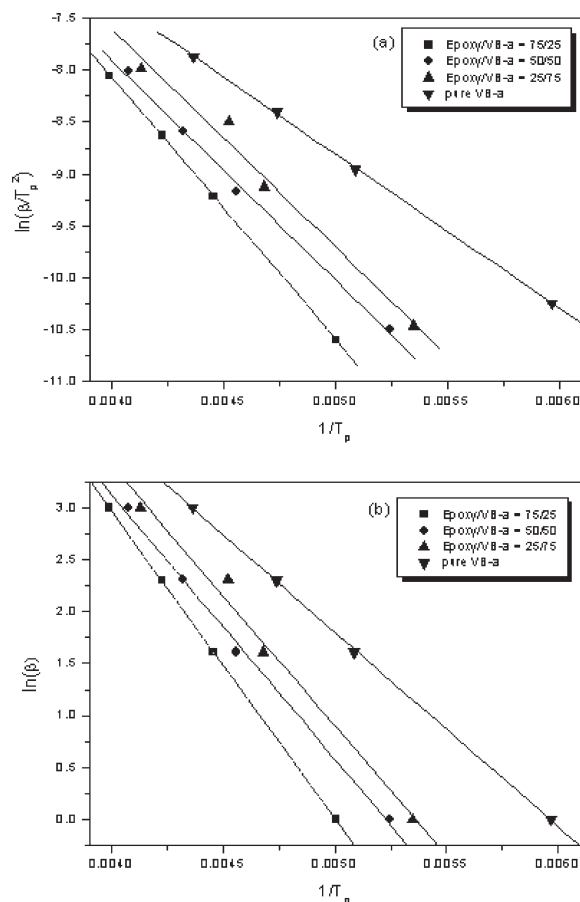 (a)
Epoxy/VB-a = 75/25
Epoxy/VB-a = 50/50
Epoxy/VB-a = 25/75
pure VB-a
-7.5
-8.0
-8.5
-9.0
-9.5
-10.0
-10.5
-11.0
ln(β/Tp²)
0.0040
0.0045
0.0050
0.0055
0.0060
1/Tp
(b)
Epoxy/VB-a = 75/25
Epoxy/VB-a = 50/50
Epoxy/VB-a = 25/75
pure VB-a
3.0
2.5
2.0
1.5
1.0
0.5
0.0
ln(β)
0.0040
0.0045
0.0050
0.0055
0.0060
1/Tp